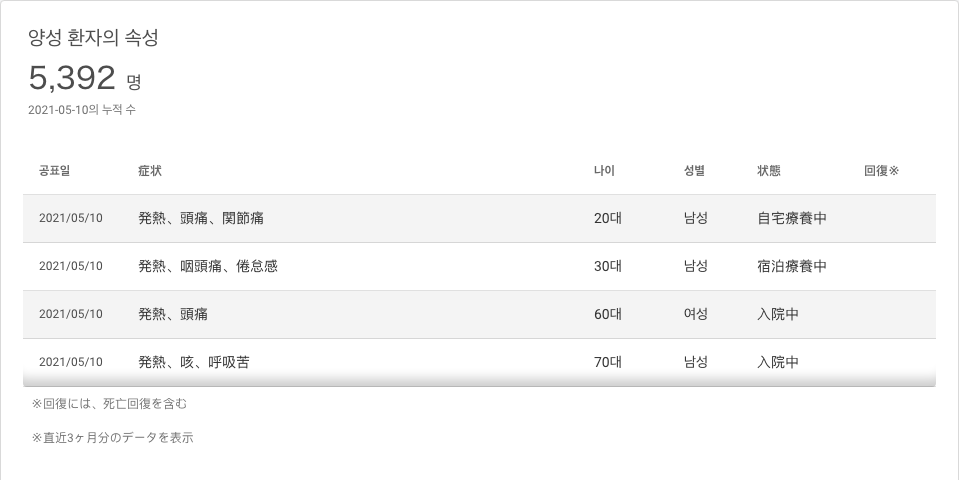 양성 환자의 속성
5,392 명
2021-05-10의 누적 수
공표일 症状 나이 성별 状態 回復※
2021/05/10 発熱、頭痛、関節痛 20대 남성 自宅療養中
2021/05/10 発熱、咽頭痛、倦怠感 30대 남성 宿泊療養中
2021/05/10 発熱、頭痛 60대 여성 入院中
2021/05/10 発熱、咳、呼吸苦 70대 남성 入院中
※回復には、死亡回復を含む
※直近3ヶ月分のデータを表示